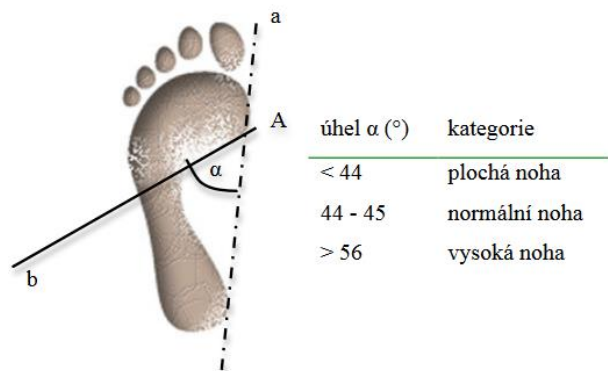 a
A
α
b
úhel α (°) kategorie
< 44 plochá noha
44 - 45 normální noha
> 56 vysoká noha